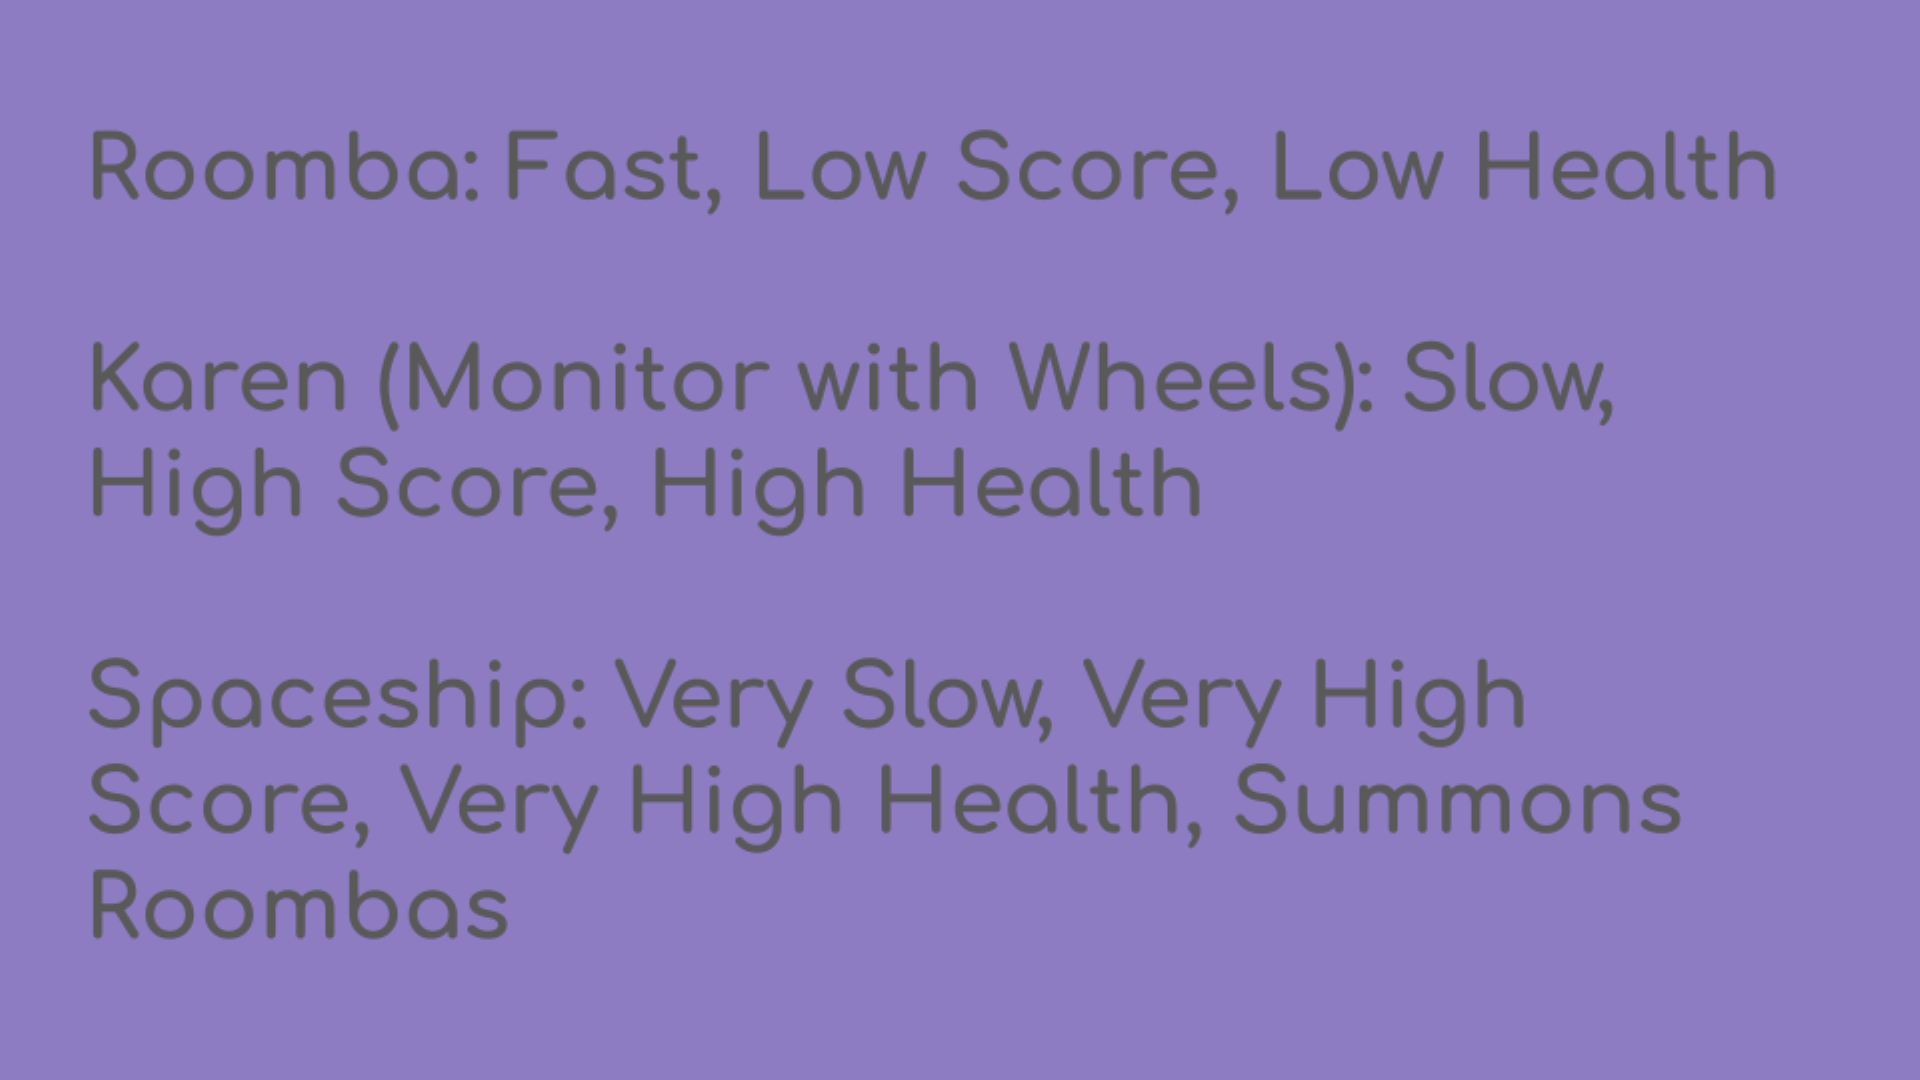 Roomba: Fast, Low Score, Low Health
Karen (Monitor with Wheels): Slow,
High Score, High Health
Spaceship: Very Slow, Very High
Score, Very High Health, Summons
Roombas